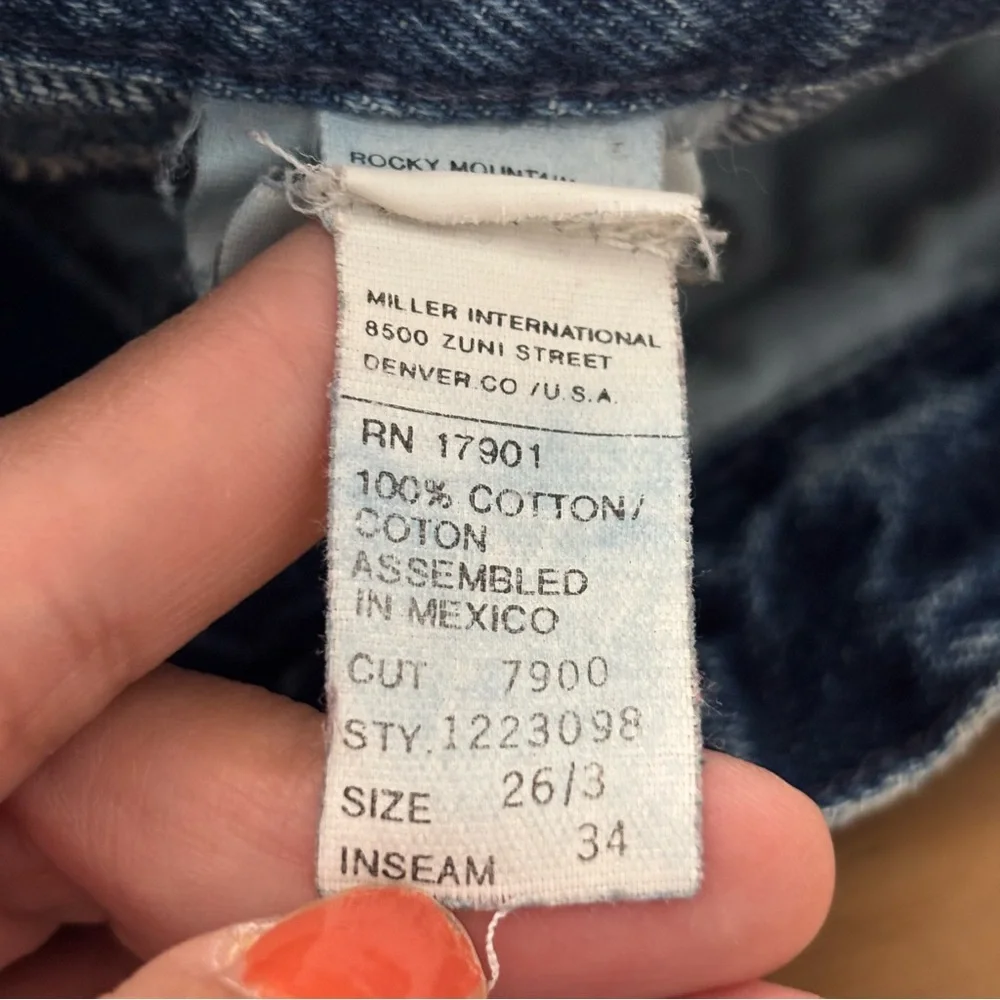 ROCKY MOUNTAIN
MILLER INTERNATIONAL
8500 ZUNI STREET
DENVER.CO /U.S.A.
RN 17901
100% COTTON/
COTON
ASSEMBLED
IN MEXICO
CUT 7900
STY.1223098
SIZE 26/3
INSEAM 34